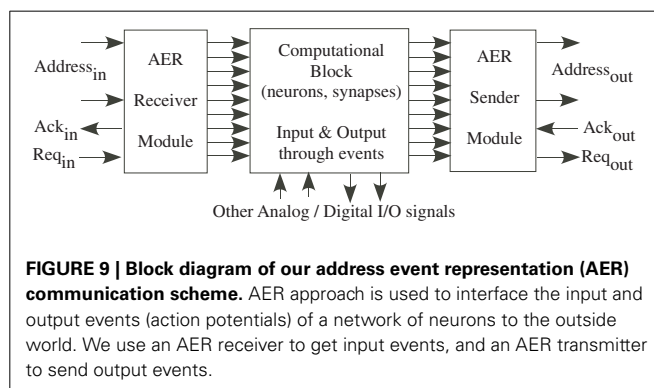 Address_in
Ack_in
Req_in
AER
Receiver
Module
Computational
Block
(neurons, synapses)
Input & Output
through events
AER
Sender
Module
Address_out
Ack_out
Req_out
Other Analog / Digital I/O signals
FIGURE 9 | Block diagram of our address event representation (AER)
communication scheme. AER approach is used to interface the input and
output events (action potentials) of a network of neurons to the outside
world. We use an AER receiver to get input events, and an AER transmitter
to send output events.